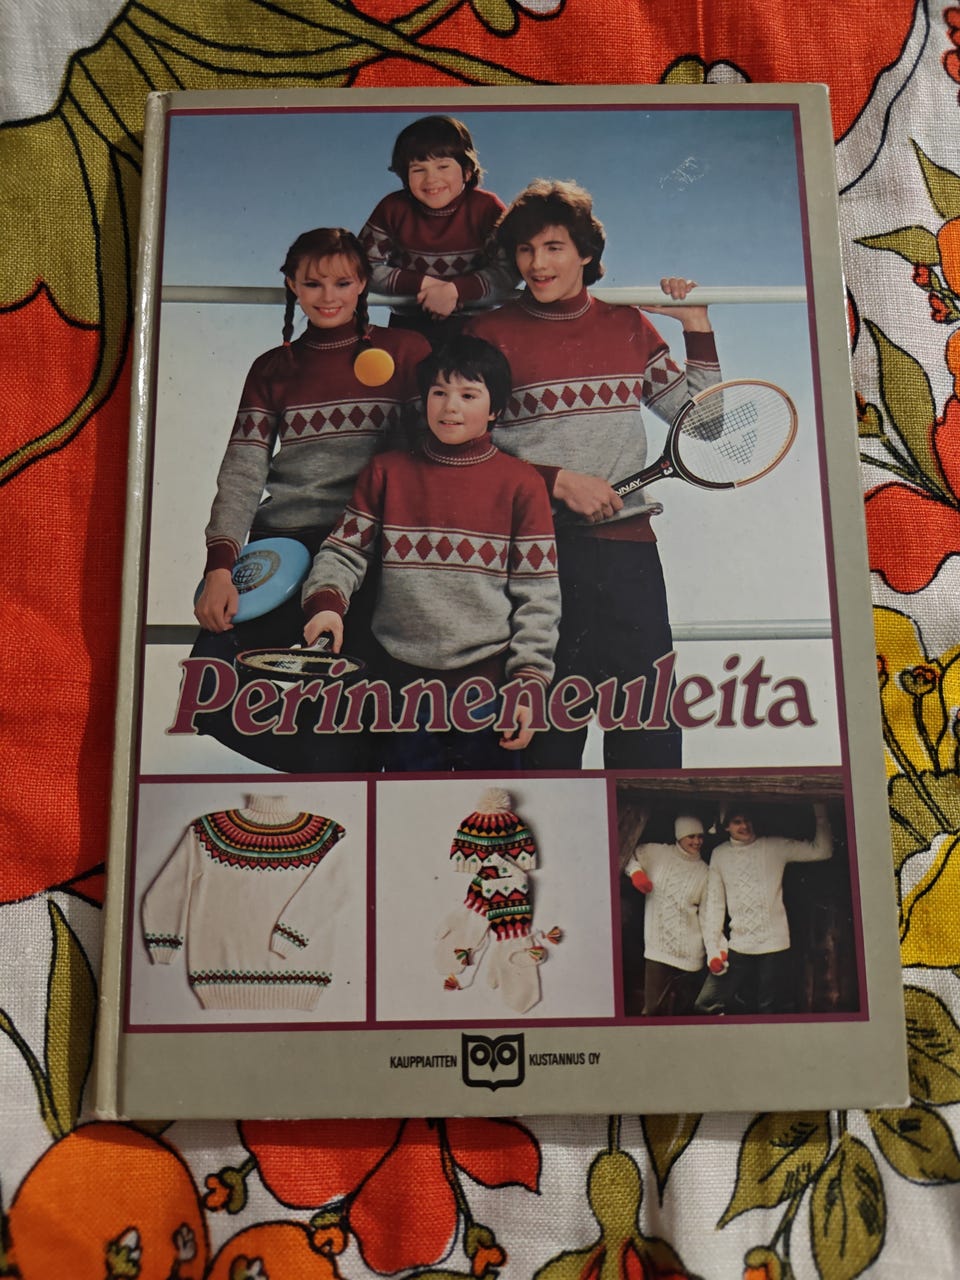 Perinneneuleita
KAUPPIAITTEN KUSTANNUS OY